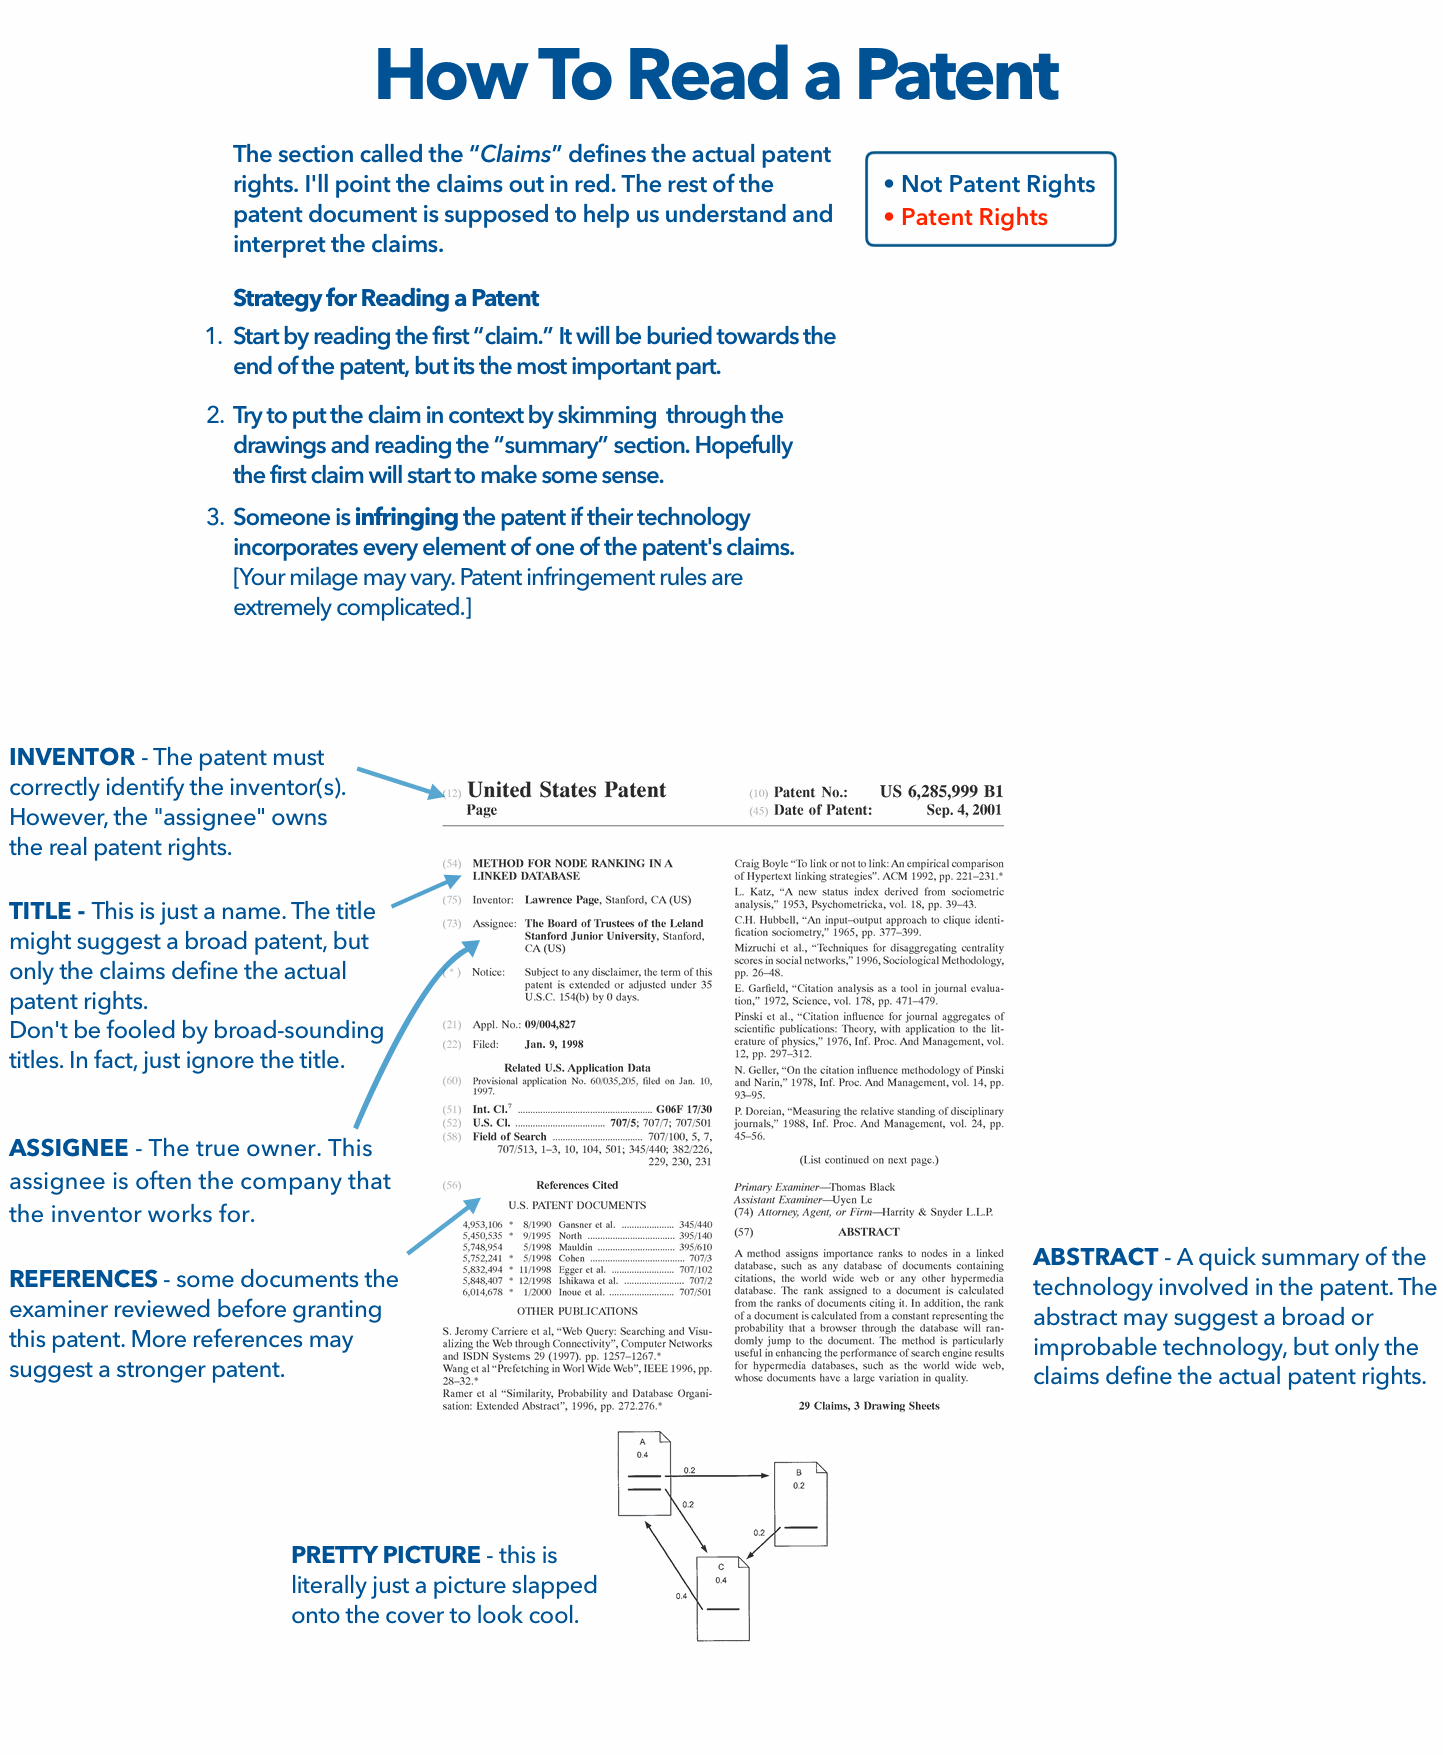 How To Read a Patent
The section called the “Claims” defines the actual patent
rights. I'll point the claims out in red. The rest of the
patent document is supposed to help us understand and
interpret the claims.
• Not Patent Rights
• Patent Rights
Strategy for Reading a Patent
1. Start by reading the first “claim.” It will be buried towards the
end of the patent, but its the most important part.
2. Try to put the claim in context by skimming through the
drawings and reading the “summary” section. Hopefully
the first claim will start to make some sense.
3. Someone is infringing the patent if their technology
incorporates every element of one of the patent's claims.
[Your milage may vary. Patent infringement rules are
extremely complicated.]
INVENTOR - The patent must
correctly identify the inventor(s).
However, the "assignee" owns
the real patent rights.
TITLE - This is just a name. The title
might suggest a broad patent, but
only the claims define the actual
patent rights.
Don't be fooled by broad-sounding
titles. In fact, just ignore the title.
ASSIGNEE - The true owner. This
assignee is often the company that
the inventor works for.
REFERENCES - some documents the
examiner reviewed before granting
this patent. More references may
suggest a stronger patent.
(12) United States Patent
Page
(10) Patent No.: US 6,285,999 B1
(45) Date of Patent: Sep. 4, 2001
(54) METHOD FOR NODE RANKING IN A
LINKED DATABASE
(75) Inventor: Lawrence Page, Stanford, CA (US)
(73) Assignee: The Board of Trustees of the Leland
Stanford Junior University, Stanford,
CA (US)
( * ) Notice: Subject to any disclaimer, the term of this
patent is extended or adjusted under 35
U.S.C. 154(b) by 0 days.
(21) Appl. No.: 09/004,827
(22) Filed: Jan. 9, 1998
Related U.S. Application Data
(60) Provisional application No. 60/035,205, filed on Jan. 10,
1997.
(51) Int. Cl.7 ........ G06F 17/30
(52) U.S. Cl. ........ 707/5; 707/7; 707/501
(58) Field of Search ........ 707/100, 5, 7,
707/513, 1–3, 10, 104, 501; 345/440; 382/226,
229, 230, 231
(56) References Cited
U.S. PATENT DOCUMENTS
4,953,106 * 8/1990 Gansner et al. ........ 345/440
5,450,535 * 9/1995 North ........ 395/140
5,748,954 5/1998 Mauldin ........ 395/610
5,752,241 * 5/1998 Cohen ........ 707/3
5,832,494 * 11/1998 Egger et al. ........ 707/102
5,848,407 * 12/1998 Ishikawa et al. ........ 707/2
6,014,678 * 1/2000 Inoue et al. ........ 707/501
OTHER PUBLICATIONS
S. Jeromy Carriere et al, “Web Query: Searching and Visu-
alizing the Web through Connectivity”, Computer Networks
and ISDN Systems 29 (1997). pp. 1257–1267.*
Wang et al “Prefetching in Worl Wide Web”, IEEE 1996, pp.
28–32.*
Ramer et al “Similarity, Probability and Database Organi-
sation: Extended Abstract”, 1996, pp. 272.276.*
Craig Boyle “To link or not to link: An empirical comparison
of Hypertext linking strategies”. ACM 1992, pp. 221–231.*
L. Katz, “A new status index derived from sociometric
analysis,” 1953, Psychometricka, vol. 18, pp. 39–43.
C.H. Hubbell, “An input–output approach to clique identi-
fication sociometry,” 1965, pp. 377–399.
Mizruchi et al., “Techniques for disaggregating centrality
scores in social networks,” 1996, Sociological Methodology,
pp. 26–48.
E. Garfield, “Citation analysis as a tool in journal evalua-
tion,” 1972, Science, vol. 178, pp. 471–479.
Pinski et al., “Citation influence for journal aggregates of
scientific publications: Theory, with application to the lit-
erature of physics,” 1976, Inf. Proc. And Management, vol.
12, pp. 297–312.
N. Geller, “On the citation influence methodology of Pinski
and Narin,” 1978, Inf. Proc. And Management, vol. 14, pp.
93–95.
P. Doreian, “Measuring the relative standing of disciplinary
journals,” 1988, Inf. Proc. And Management, vol. 24, pp.
45–56.
(List continued on next page.)
Primary Examiner—Thomas Black
Assistant Examiner—Uyen Le
(74) Attorney, Agent, or Firm—Harrity & Snyder L.L.P.
(57) ABSTRACT
A method assigns importance ranks to nodes in a linked
database, such as any database of documents containing
citations, the world wide web or any other hypermedia
database. The rank assigned to a document is calculated
from the ranks of documents citing it. In addition, the rank
of a document is calculated from a constant representing the
probability that a browser through the database will ran-
domly jump to the document. The method is particularly
useful in enhancing the performance of search engine results
for hypermedia databases, such as the world wide web,
whose documents have a large variation in quality.
29 Claims, 3 Drawing Sheets
ABSTRACT - A quick summary of the
technology involved in the patent. The
abstract may suggest a broad or
improbable technology, but only the
claims define the actual patent rights.
A
0.4
0.2
B
0.2
0.2
0.2
C
0.4
0.4
PRETTY PICTURE - this is
literally just a picture slapped
onto the cover to look cool.